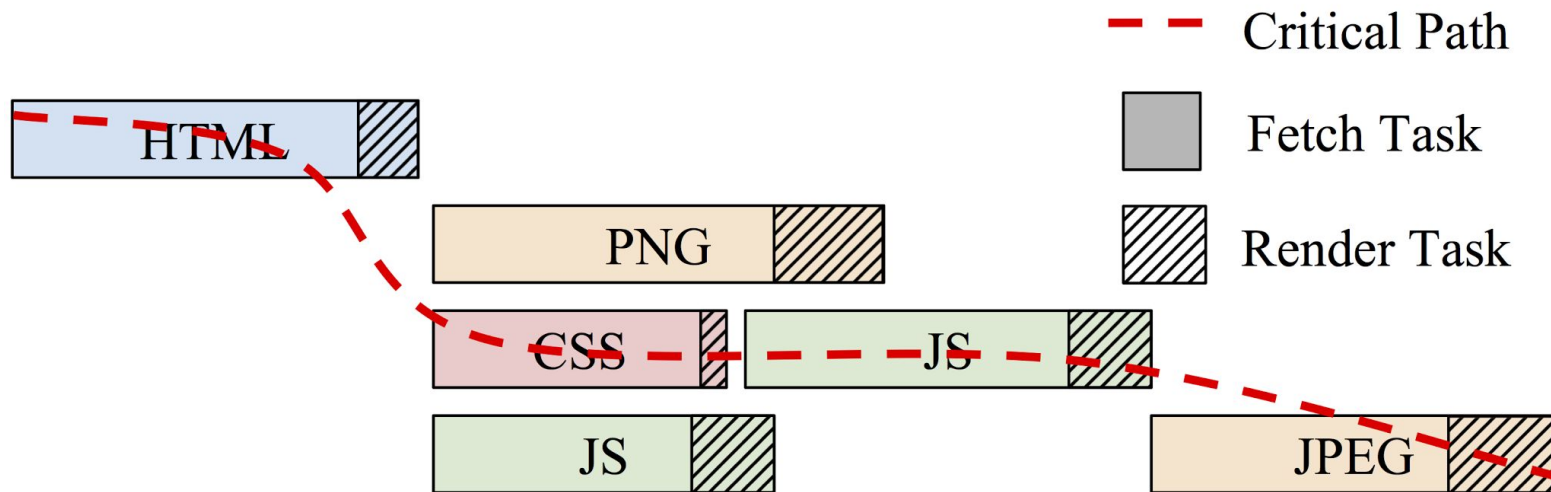 Critical Path
HTML
Fetch Task
PNG
Render Task
CSS
JS
JS
JPEG